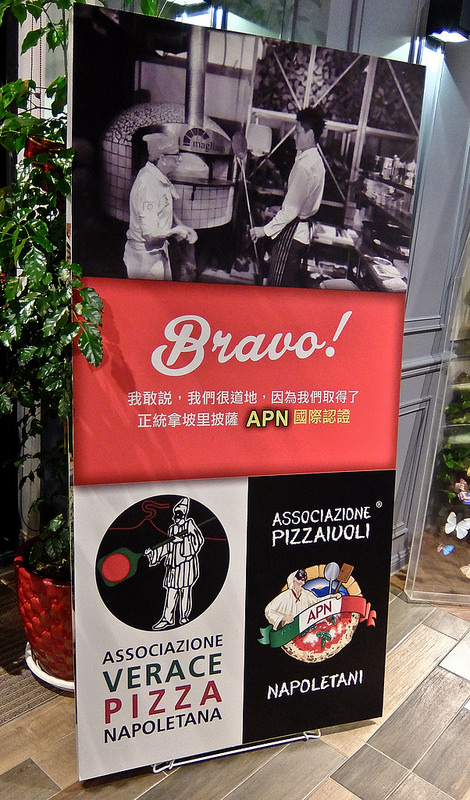 magli
Bravo!
我敢說，我們很道地，因為我們取得了
正統拿坡里披薩 APN 國際認證
ASSOCIAZIONE
VERACE
PIZZA
NAPOLETANA
ASSOCIAZIONE ®
PIZZAIUOLI
APN
NAPOLETANI